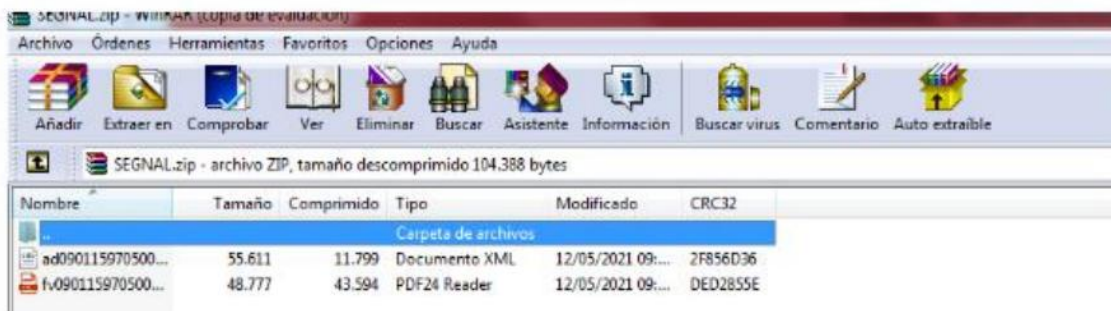 SEGNAL.zip - WinRAR (copia de evaluación)
Archivo Órdenes Herramientas Favoritos Opciones Ayuda
Añadir Extraer en Comprobar Ver Eliminar Buscar Asistente Información Buscar virus Comentario Auto extraíble
SEGNAL.zip - archivo ZIP, tamaño descomprimido 104.388 bytes
Nombre Tamaño Comprimido Tipo Modificado CRC32
.. Carpeta de archivos
ad090115970500... 55.611 11.799 Documento XML 12/05/2021 09:... 2F856D36
fv090115970500... 48.777 43.594 PDF24 Reader 12/05/2021 09:... DED2855E